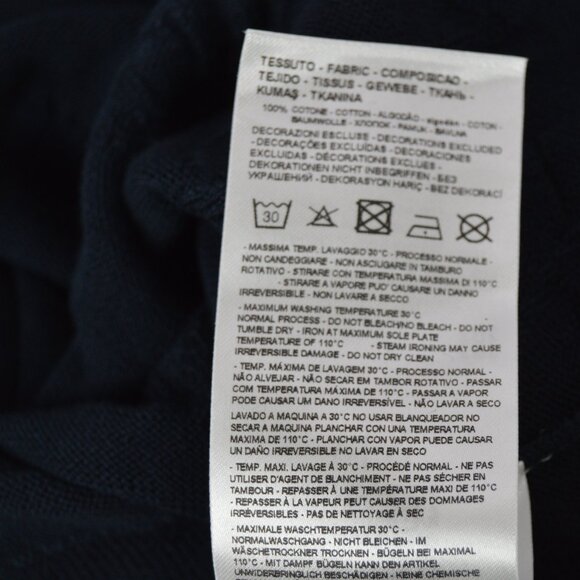 TESSUTO - FABRIC - COMPOSICAO -
TEJIDO - TISSUS - GEWEBE - ТКАНЬ -
KUMAŞ - TKANINA
100% COTONE - COTTON - ALGODÃO - algodón - COTON -
BAUMWOLLE - ХЛОПОК - PAMUK - BAVLNA
DECORAZIONI ESCLUSE - DECORATIONS EXCLUDED
- DECORAÇÕES EXCLUÍDAS - DECORACIONES
EXCLUIDAS - DÉCORATIONS EXCLUES -
DEKORATIONEN NICHT INBEGRIFFEN - БЕЗ
УКРАШЕНИЙ - DEKORASYON HARIÇ - BEZ DEKORACÍ
30
- MASSIMA TEMP. LAVAGGIO 30°C - PROCESSO NORMALE -
NON CANDEGGIARE - NON ASCIUGARE IN TAMBURO
ROTATIVO - STIRARE CON TEMPERATURA MASSIMA DI 110°C
- STIRARE A VAPORE PUO' CAUSARE UN DANNO
IRREVERSIBILE - NON LAVARE A SECCO
- MAXIMUM WASHING TEMPERATURE 30°C
NORMAL PROCESS - DO NOT BLEACH/NO BLEACH - DO NOT
TUMBLE DRY - IRON AT MAXIMUM SOLE PLATE
TEMPERATURE OF 110°C - STEAM IRONING MAY CAUSE
IRREVERSIBLE DAMAGE - DO NOT DRY CLEAN
- TEMP. MÁXIMA DE LAVAGEM 30°C - PROCESSO NORMAL -
NÃO ALVEJAR - NÃO SECAR EM TAMBOR ROTATIVO - PASSAR
COM TEMPERATURA MÁXIMA DE 110°C - PASSAR A VAPOR
PODE CAUSAR UM DANO IRREVERSÍVEL - NÃO LAVAR A SECO
LAVADO A MAQUINA A 30°C NO USAR BLANQUEADOR NO
SECAR A MAQUINA PLANCHAR CON UNA TEMPERATURA
MAXIMA DE 110°C PLANCHAR CON VAPOR PUEDE CAUSAR
UN DAÑO IRREVERSIBLE NO LAVAR EN SECO
- TEMP. MAXI. LAVAGE À 30°C - PROCÉDÉ NORMAL - NE PAS
UTILISER D'AGENT DE BLANCHIMENT - NE PAS SÉCHER EN
TAMBOUR - REPASSER À UNE TEMPÉRATURE MAXI DE 110°C
- REPASSER À LA VAPEUR PEUT CAUSER DES DOMMAGES
IRRÉVERSIBLES - PAS DE NETTOYAGE À SEC
- MAXIMALE WASCHTEMPERATUR 30°C -
NORMALWASCHGANG - NICHT BLEICHEN - IM
WÄSCHETROCKNER TROCKNEN - BÜGELN BEI MAXIMAL
110°C - MIT DAMPF BÜGELN KANN DEN ARTIKEL
UNWIDERBRINGLICH BESCHÄDIGEN - KEINE CHEMISCHE